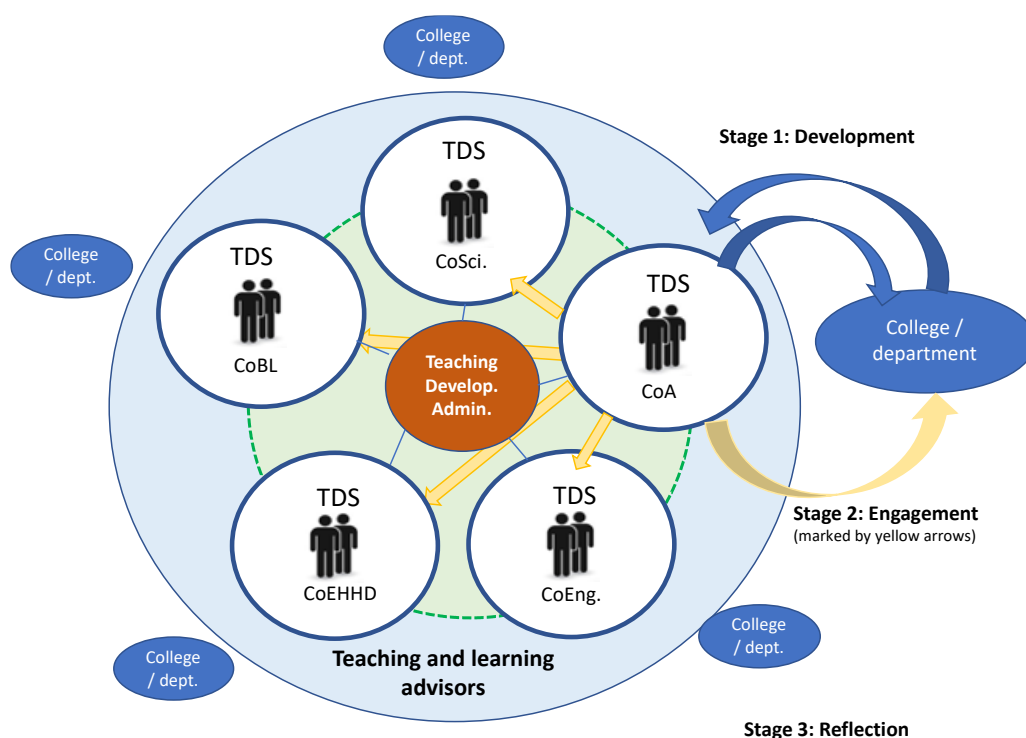 College
/ dept.
Stage 1: Development
TDS
CoSci.
College
/ dept.
TDS
CoBL
TDS
CoA
College /
department
Teaching
Develop.
Admin.
TDS
CoEHHD
TDS
CoEng.
Stage 2: Engagement
(marked by yellow arrows)
College
/ dept.
College
/ dept.
Teaching and learning
advisors
Stage 3: Reflection